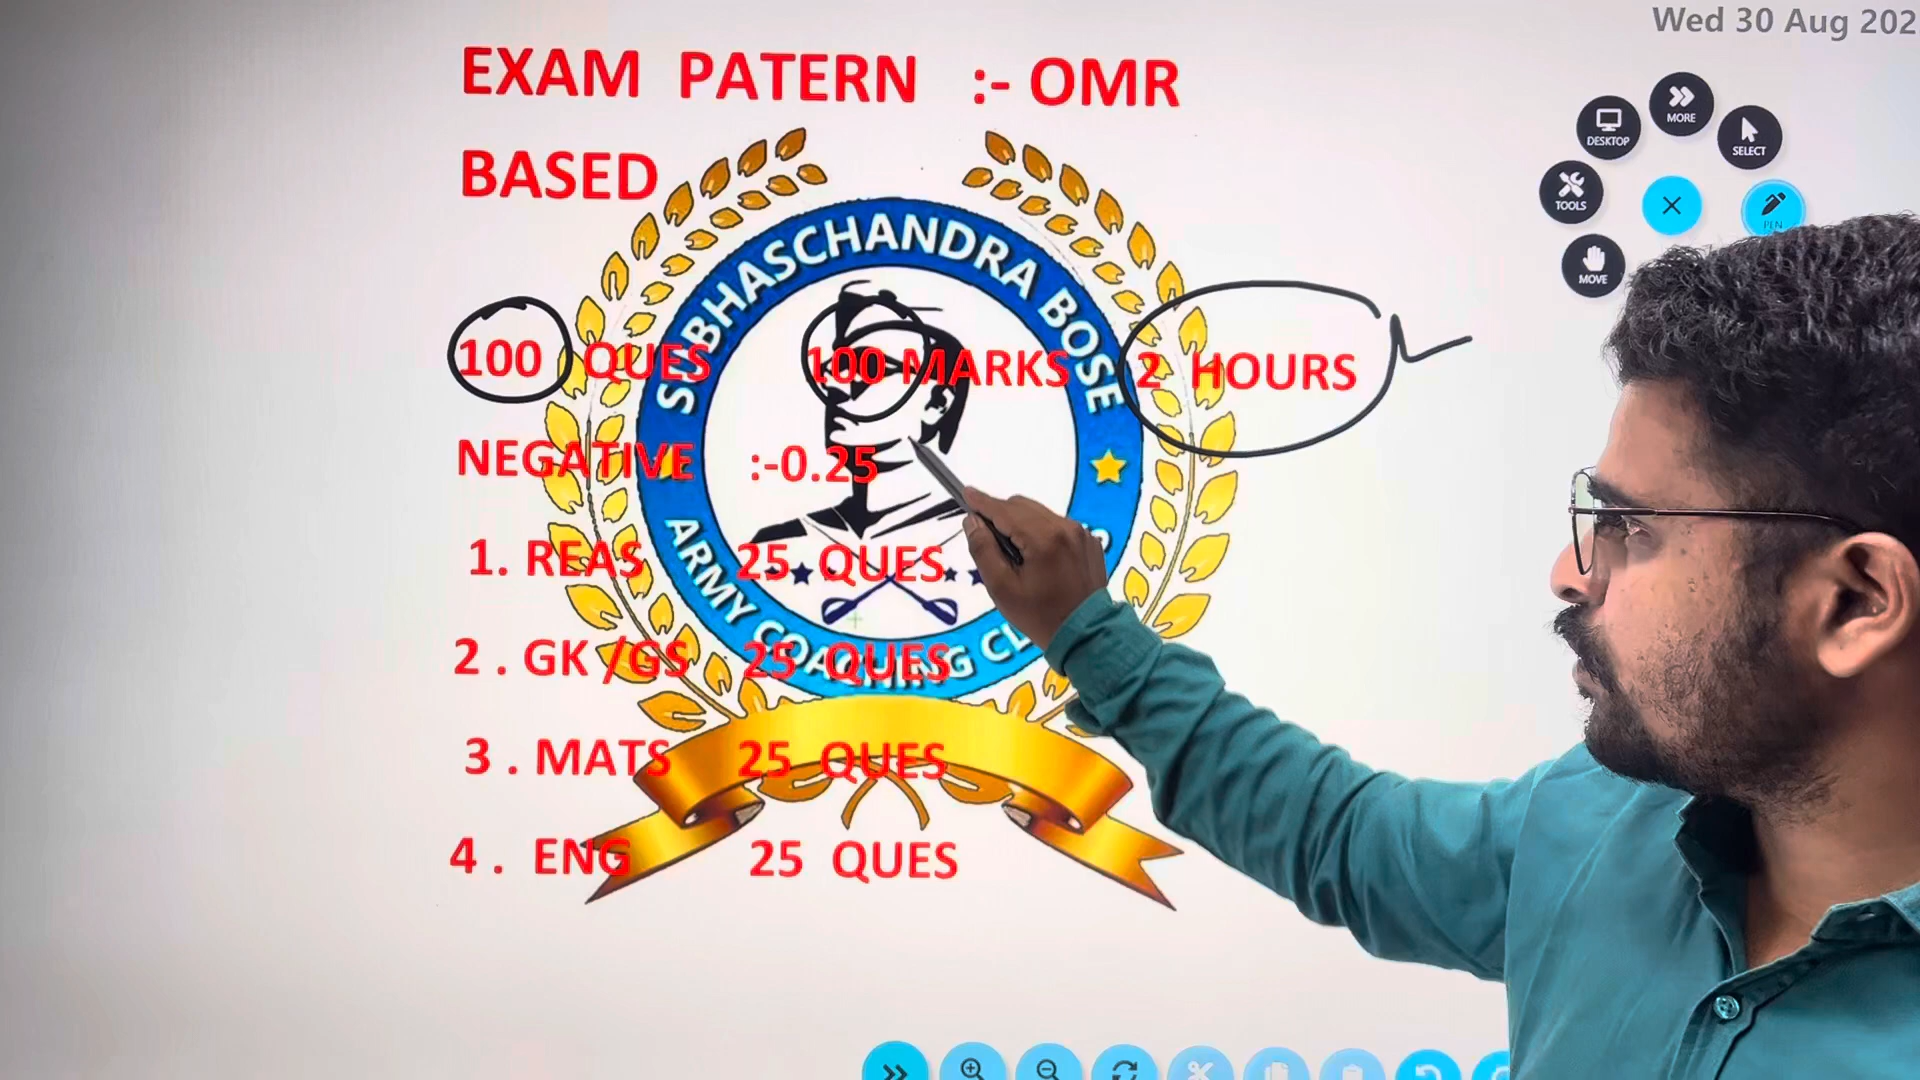 Wed 30 Aug 202
EXAM PATERN :- OMR
BASED
MORE
DESKTOP
SELECT
TOOLS
PEN
MOVE
SUBHASCHANDRA BOSE
100 QUES 100 MARKS 2 HOURS
NEGATIVE :-0.25
1. REAS 25 QUES
2 . GK /GS 25 QUES
3 . MATS 25 QUES
4 . ENG 25 QUES
ARMY COACHING